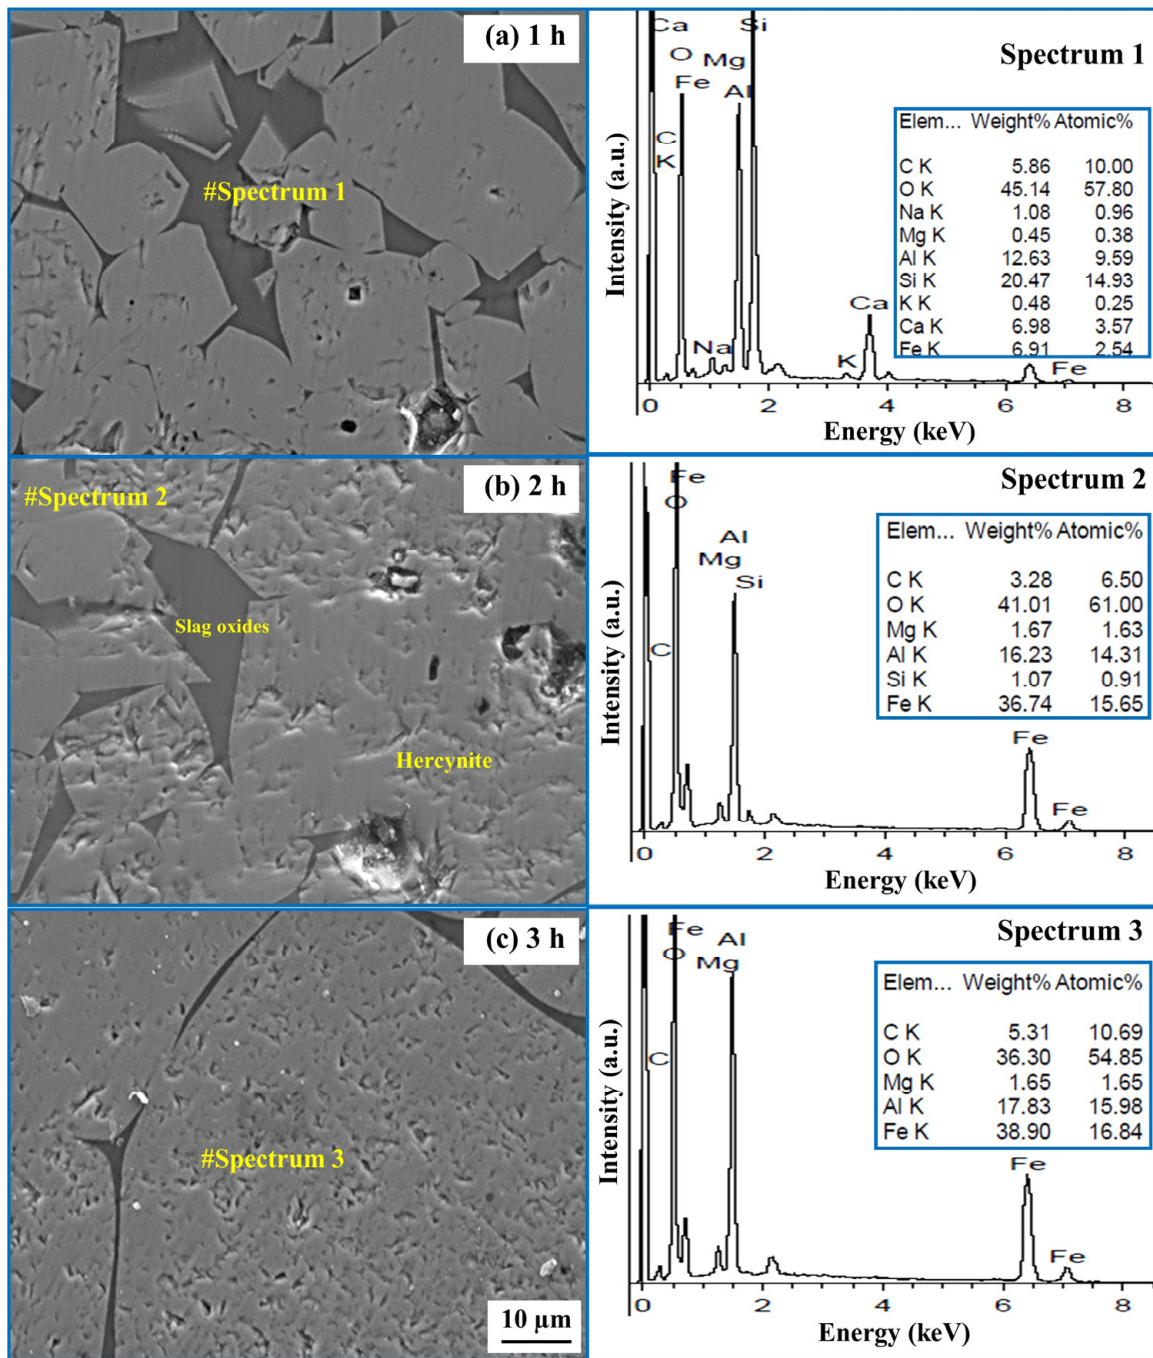 (a) 1 h
#Spectrum 1
Spectrum 1
Ca
Si
O
Mg
Fe
Al
C
K
Na
K
Ca
Fe
Elem... Weight% Atomic%
C K 5.86 10.00
O K 45.14 57.80
Na K 1.08 0.96
Mg K 0.45 0.38
Al K 12.63 9.59
Si K 20.47 14.93
K K 0.48 0.25
Ca K 6.98 3.57
Fe K 6.91 2.54
Intensity (a.u.)
0 2 4 6 8
Energy (keV)
(b) 2 h
#Spectrum 2
Slag oxides
Hercynite
Spectrum 2
Fe
O
Al
Mg
Si
C
Fe
Fe
Elem... Weight% Atomic%
C K 3.28 6.50
O K 41.01 61.00
Mg K 1.67 1.63
Al K 16.23 14.31
Si K 1.07 0.91
Fe K 36.74 15.65
Intensity (a.u.)
0 2 4 6 8
Energy (keV)
(c) 3 h
#Spectrum 3
10 µm
Spectrum 3
Fe
Al
O
Mg
C
Fe
Fe
Elem... Weight% Atomic%
C K 5.31 10.69
O K 36.30 54.85
Mg K 1.65 1.65
Al K 17.83 15.98
Fe K 38.90 16.84
Intensity (a.u.)
0 2 4 6 8
Energy (keV)